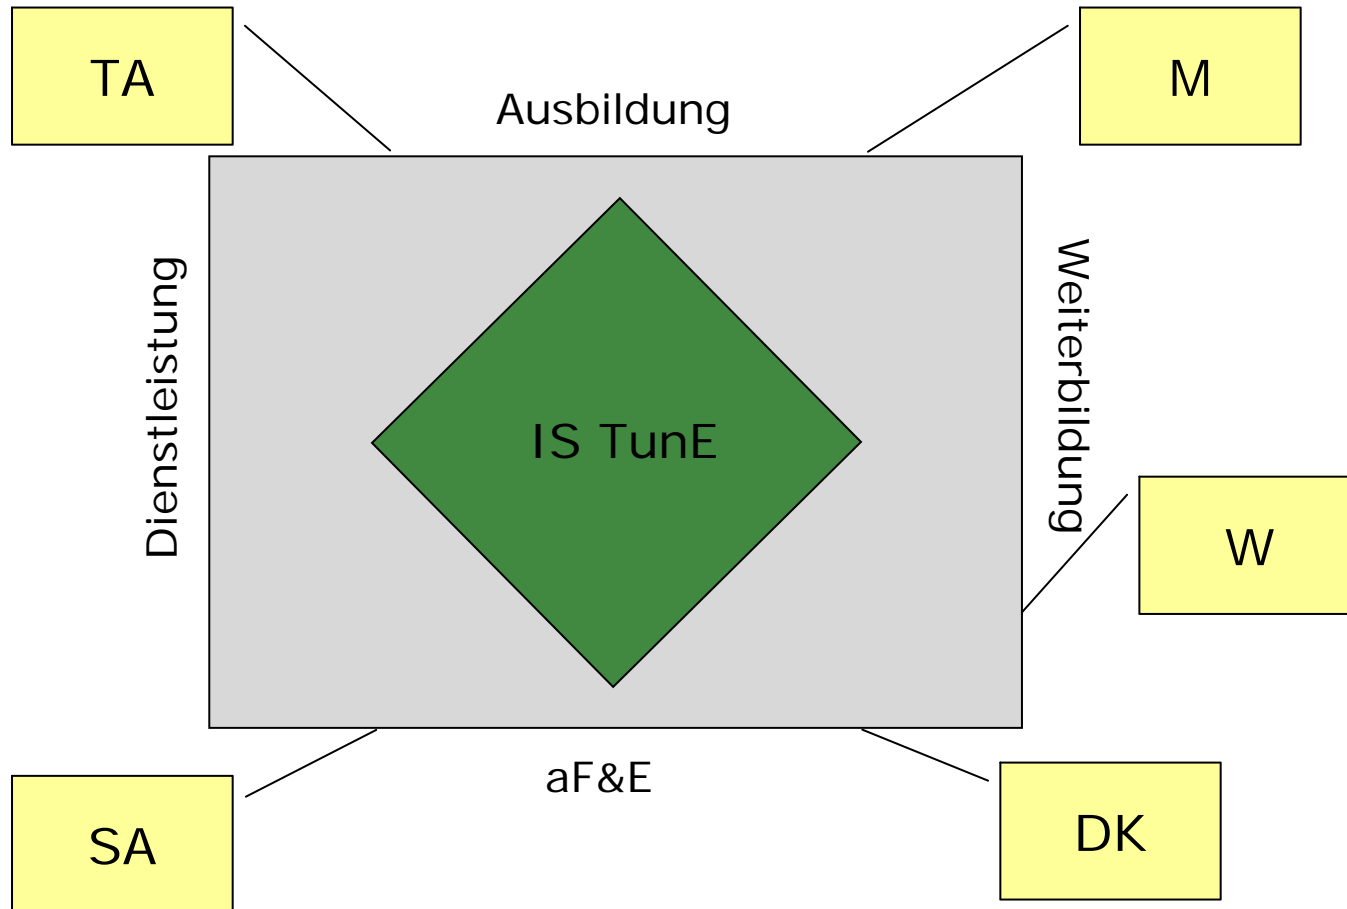 TA
M
Ausbildung
Dienstleistung
Weiterbildung
IS TunE
W
aF&E
SA
DK